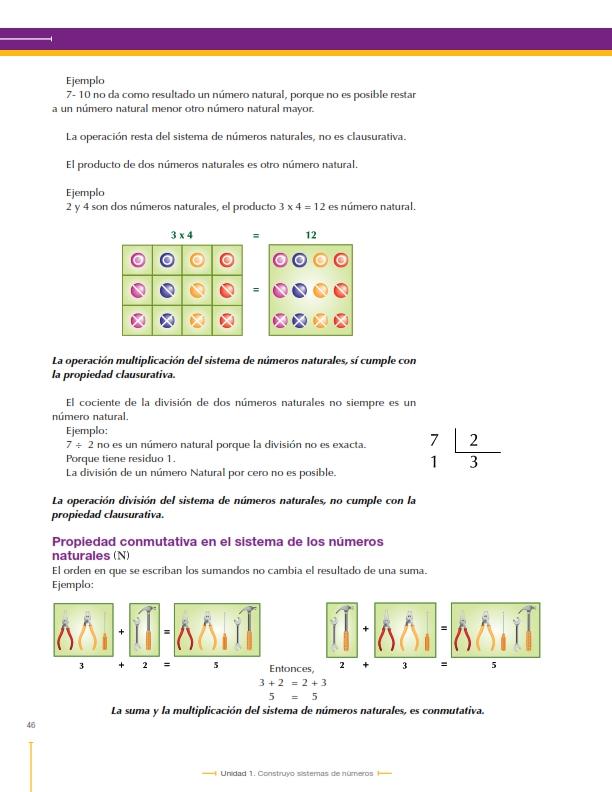 Ejemplo
7- 10 no da como resultado un número natural, porque no es posible restar
a un número natural menor otro número natural mayor.
La operación resta del sistema de números naturales, no es clausurativa.
El producto de dos números naturales es otro número natural.
Ejemplo
2 y 4 son dos números naturales, el producto 3 x 4 = 12 es número natural.
3 x 4 = 12
=
La operación multiplicación del sistema de números naturales, sí cumple con
la propiedad clausurativa.
El cociente de la división de dos números naturales no siempre es un
número natural.
Ejemplo:
7 ÷ 2 no es un número natural porque la división no es exacta.
Porque tiene residuo 1.
La división de un número Natural por cero no es posible.
7 2
1 3
La operación división del sistema de números naturales, no cumple con la
propiedad clausurativa.
Propiedad conmutativa en el sistema de los números
naturales (N)
El orden en que se escriban los sumandos no cambia el resultado de una suma.
Ejemplo:
+ = + =
3 + 2 = 5 2 + 3 = 5
Entonces,
3 + 2 = 2 + 3
5 = 5
La suma y la multiplicación del sistema de números naturales, es conmutativa.
46
Unidad 1. Construyo sistemas de números